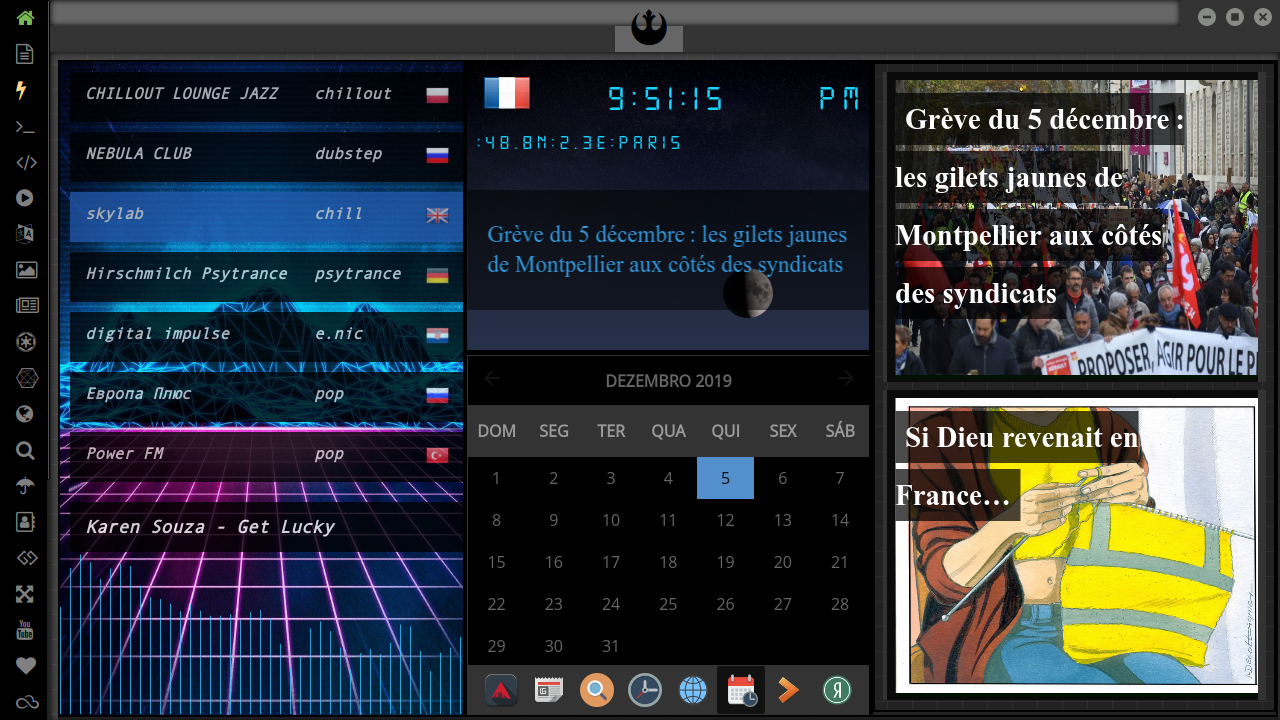 CHILLOUT LOUNGE JAZZ chillout
NEBULA CLUB dubstep
skylab chill
Hirschmilch Psytrance psytrance
digital impulse e.nic
Европа Плюс pop
Power FM pop
Karen Souza - Get Lucky
9:51:15 PM
:48.8N:2.3E:PARIS
Grève du 5 décembre : les gilets jaunes
de Montpellier aux côtés des syndicats
DEZEMBRO 2019
DOM SEG TER QUA QUI SEX SÁB
1 2 3 4 5 6 7
8 9 10 11 12 13 14
15 16 17 18 19 20 21
22 23 24 25 26 27 28
29 30 31
Я
Grève du 5 décembre :
les gilets jaunes de
Montpellier aux côtés
des syndicats
PROPOSER, AGIR POUR LE P
Si Dieu revenait en
France…
You
Tube